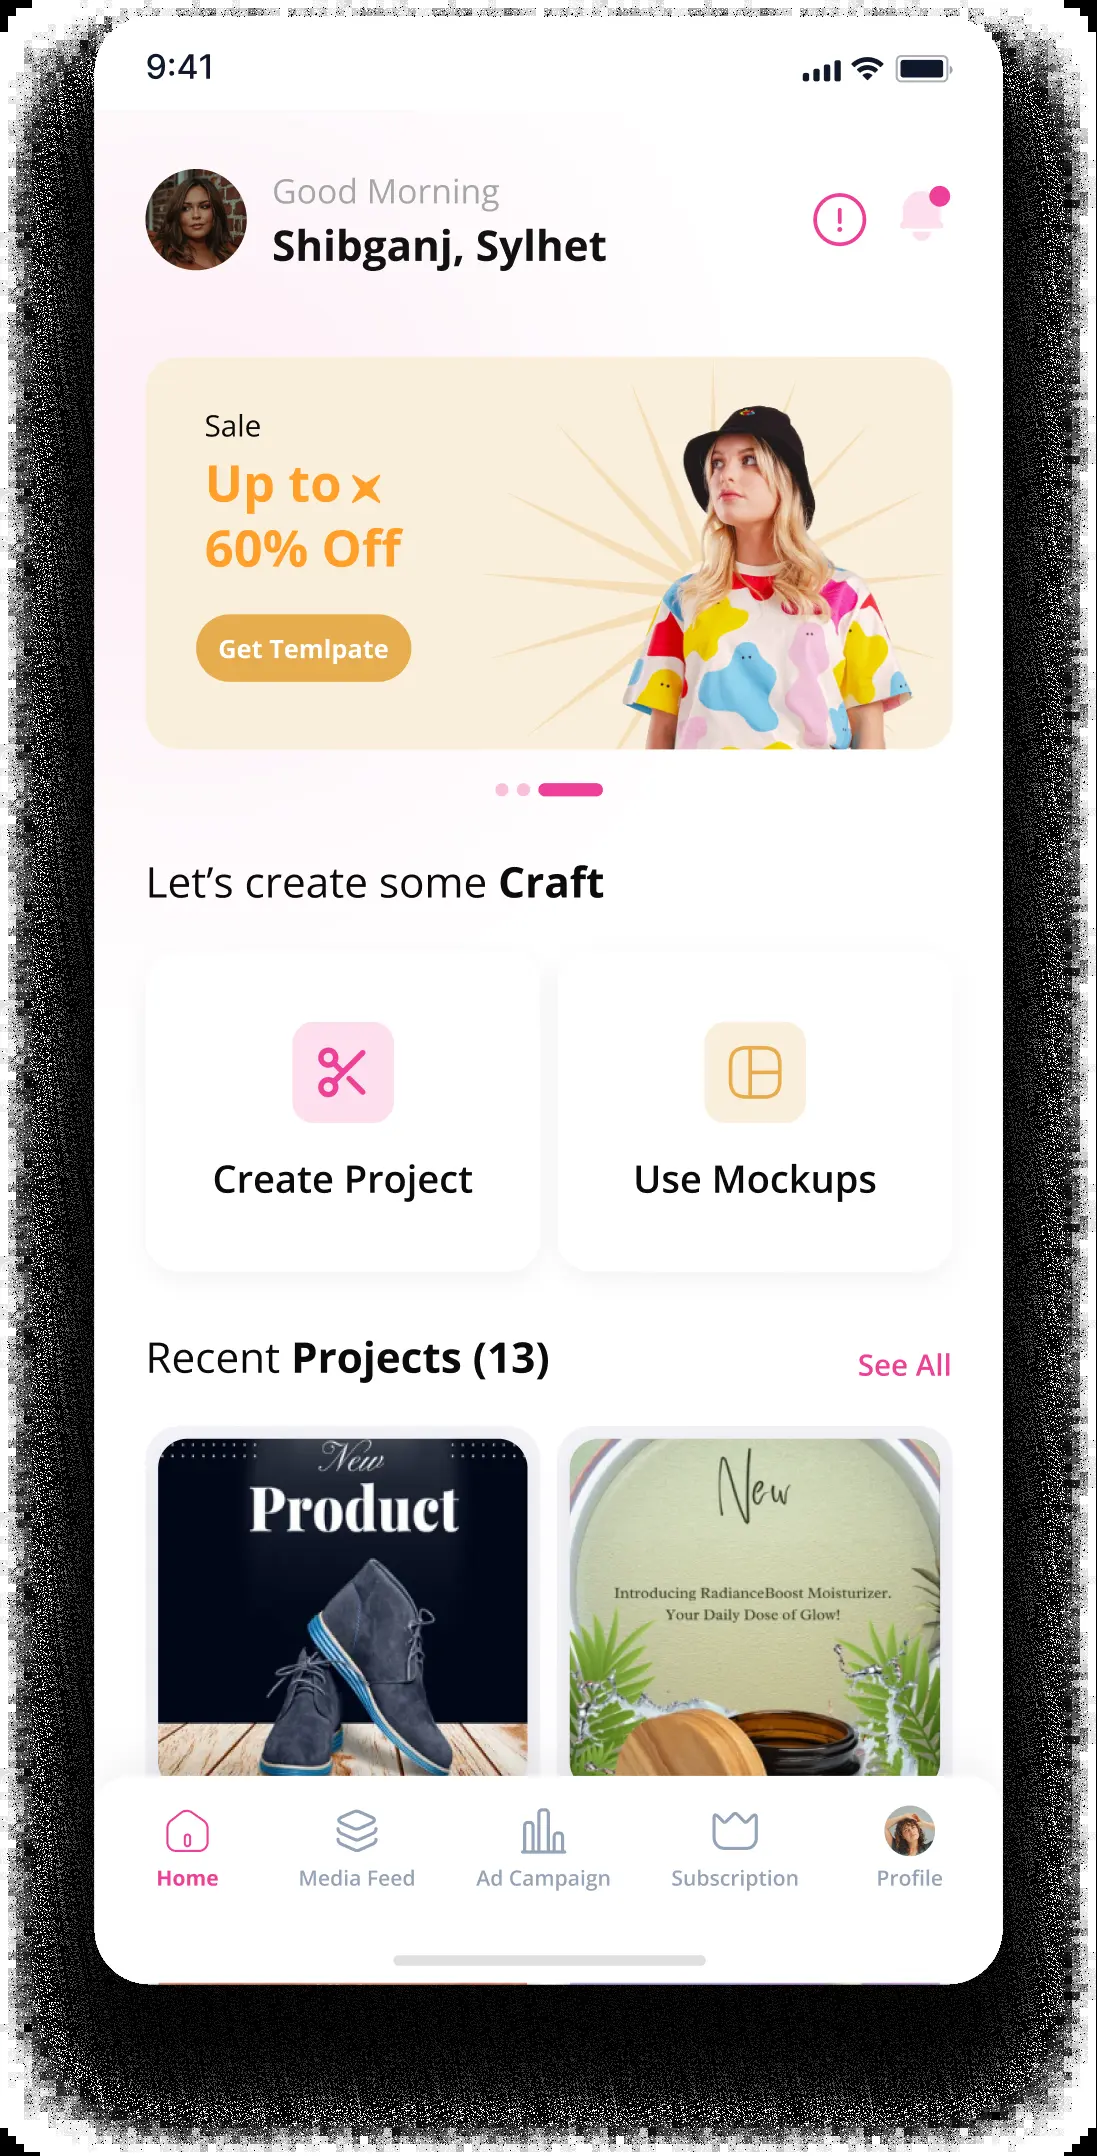 9:41
Good Morning
Shibganj, Sylhet
Sale
Up to
60% Off
Get Temlpate
Let's create some Craft
Create Project
Use Mockups
Recent Projects (13)
See All
New
Product
New
Introducing RadianceBoost Moisturizer.
Your Daily Dose of Glow!
Home
Media Feed
Ad Campaign
Subscription
Profile